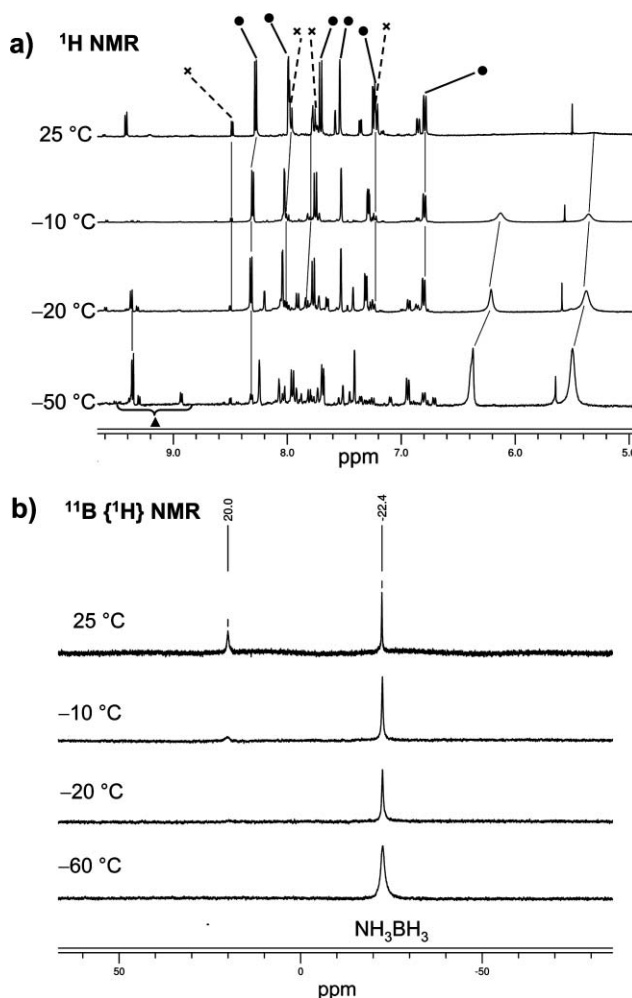 a) ¹H NMR
25 °C
–10 °C
–20 °C
–50 °C
9.0 8.0 7.0 6.0 5.0
ppm
b) ¹¹B {¹H} NMR
20.0 -22.4
25 °C
–10 °C
–20 °C
–60 °C
NH₃BH₃
50 0 -50
ppm